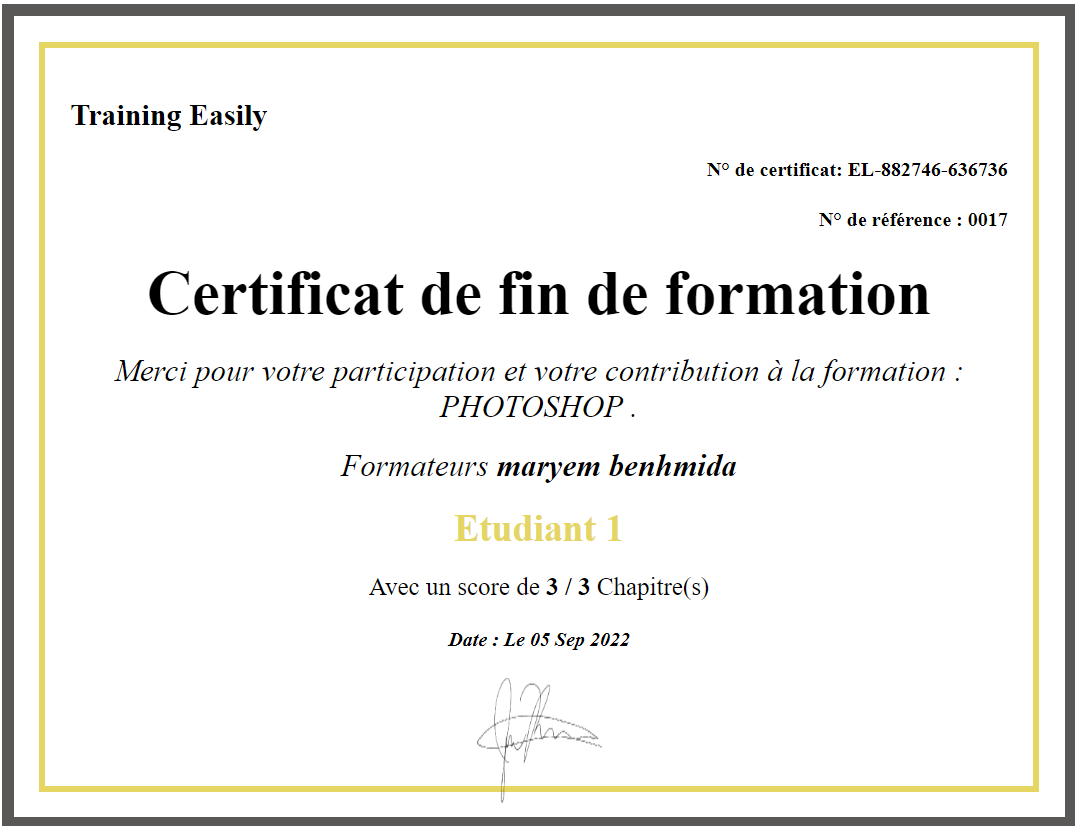 Training Easily
N° de certificat: EL-882746-636736
N° de référence : 0017
Certificat de fin de formation
Merci pour votre participation et votre contribution à la formation :
PHOTOSHOP .
Formateurs maryem benhmida
Etudiant 1
Avec un score de 3 / 3 Chapitre(s)
Date : Le 05 Sep 2022